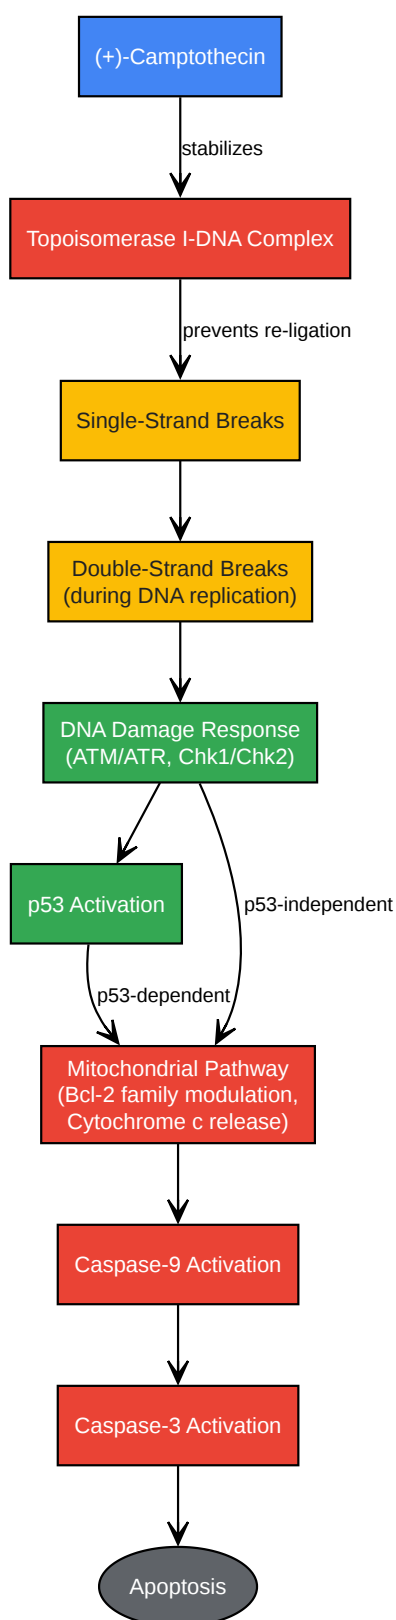 (+)-Camptothecin
stabilizes
Topoisomerase I-DNA Complex
prevents re-ligation
Single-Strand Breaks
Double-Strand Breaks
(during DNA replication)
DNA Damage Response
(ATM/ATR, Chk1/Chk2)
p53 Activation
p53-independent
p53-dependent
Mitochondrial Pathway
(Bcl-2 family modulation,
Cytochrome c release)
Caspase-9 Activation
Caspase-3 Activation
Apoptosis